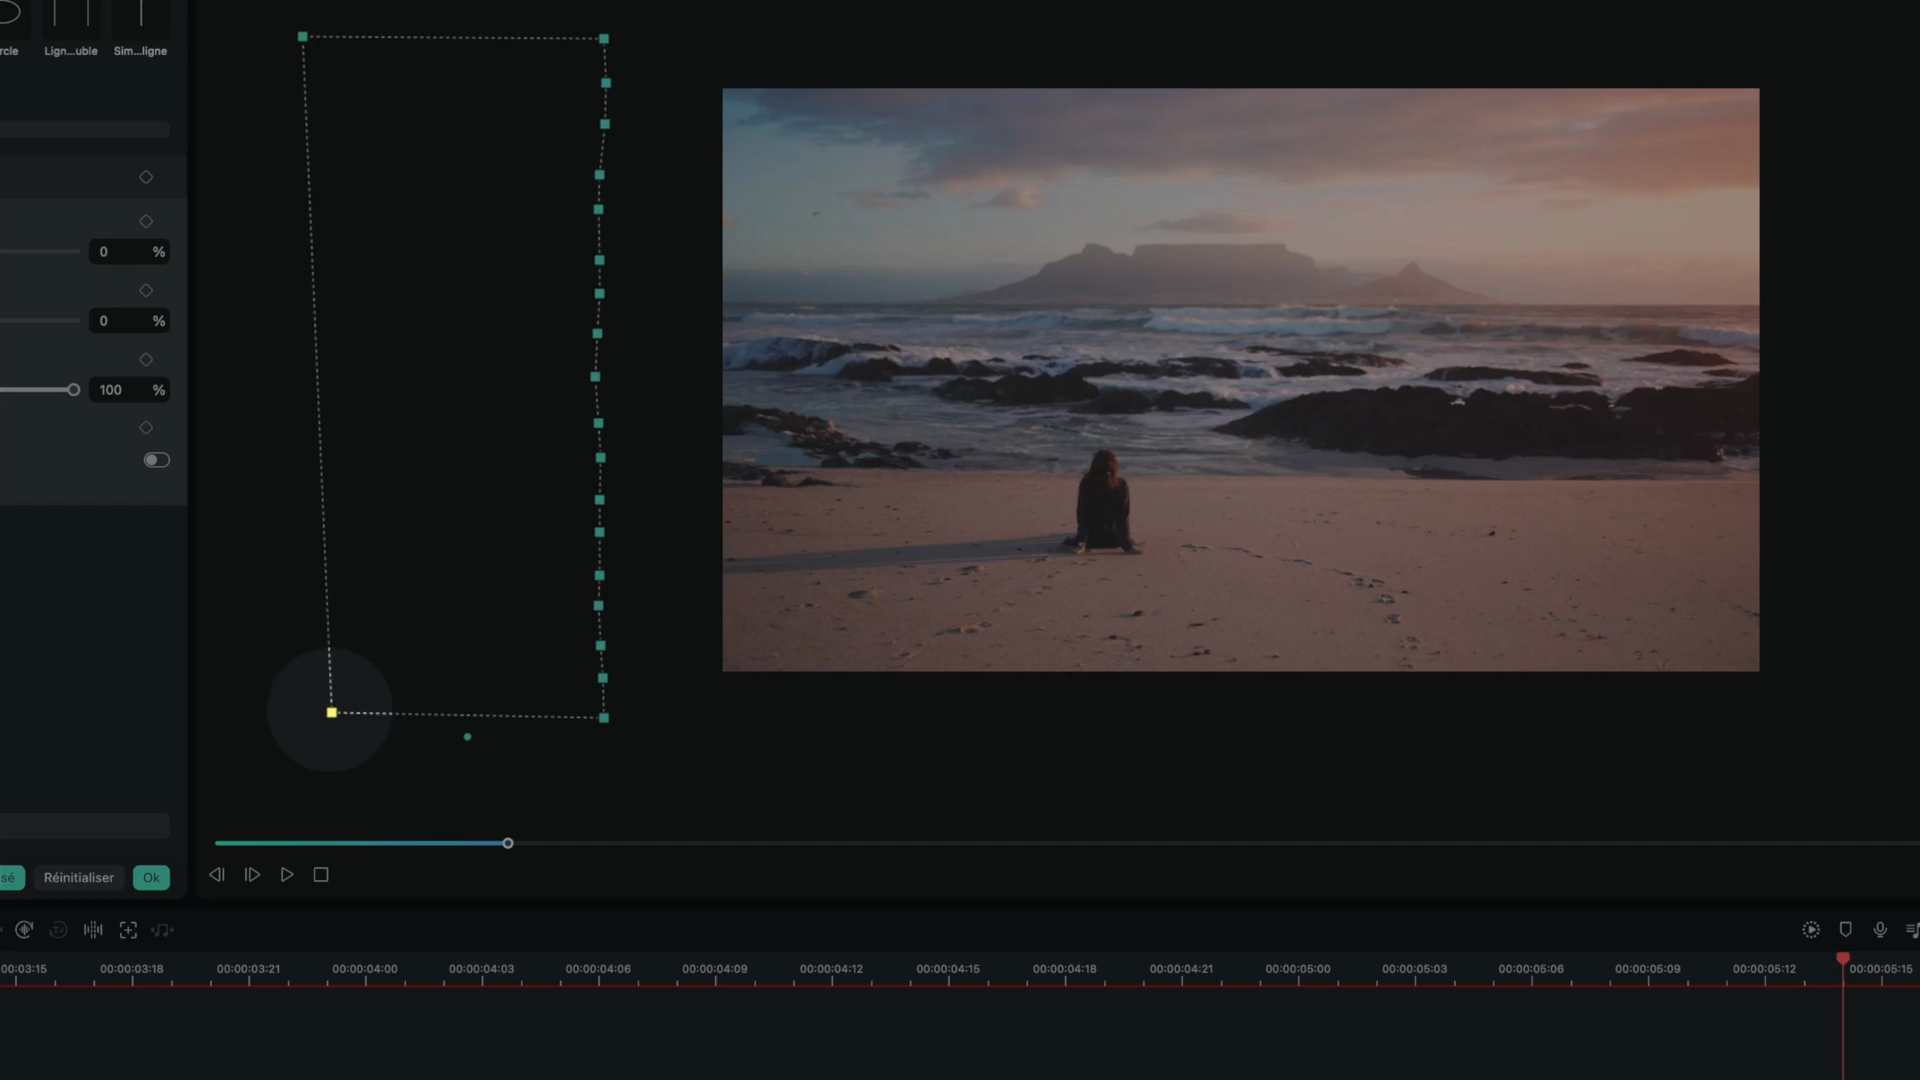 rcle Lign...uble Sim...ligne
0 %
0 %
100 %
sé Réinitialiser Ok
00:00:03:15 00:00:03:18 00:00:03:21 00:00:04:00 00:00:04:03 00:00:04:06 00:00:04:09 00:00:04:12 00:00:04:15 00:00:04:18 00:00:04:21 00:00:05:00 00:00:05:03 00:00:05:06 00:00:05:09 00:00:05:12 00:00:05:15